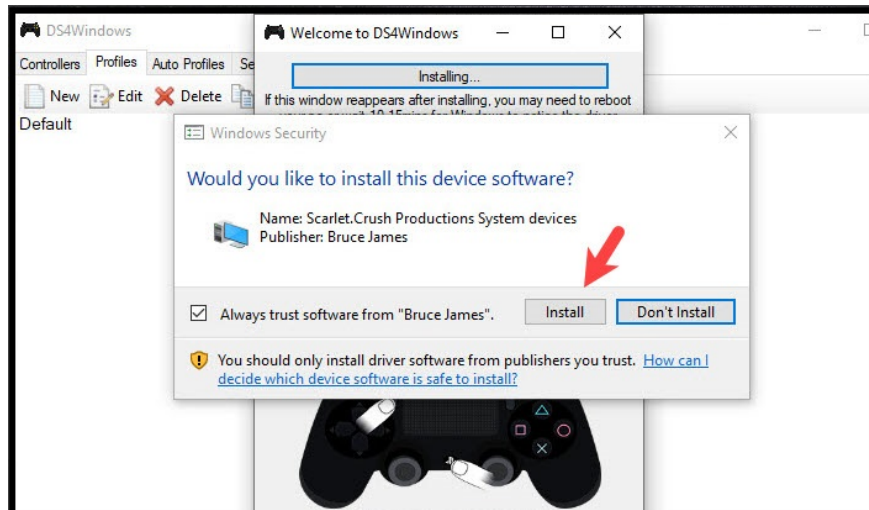 DS4Windows
Welcome to DS4Windows
Controllers Profiles Auto Profiles Se
Installing...
New Edit Delete
If this window reappears after installing, you may need to reboot
Default
Windows Security
Would you like to install this device software?
Name: Scarlet.Crush Productions System devices
Publisher: Bruce James
Always trust software from "Bruce James".
Install
Don't Install
You should only install driver software from publishers you trust. How can I
decide which device software is safe to install?